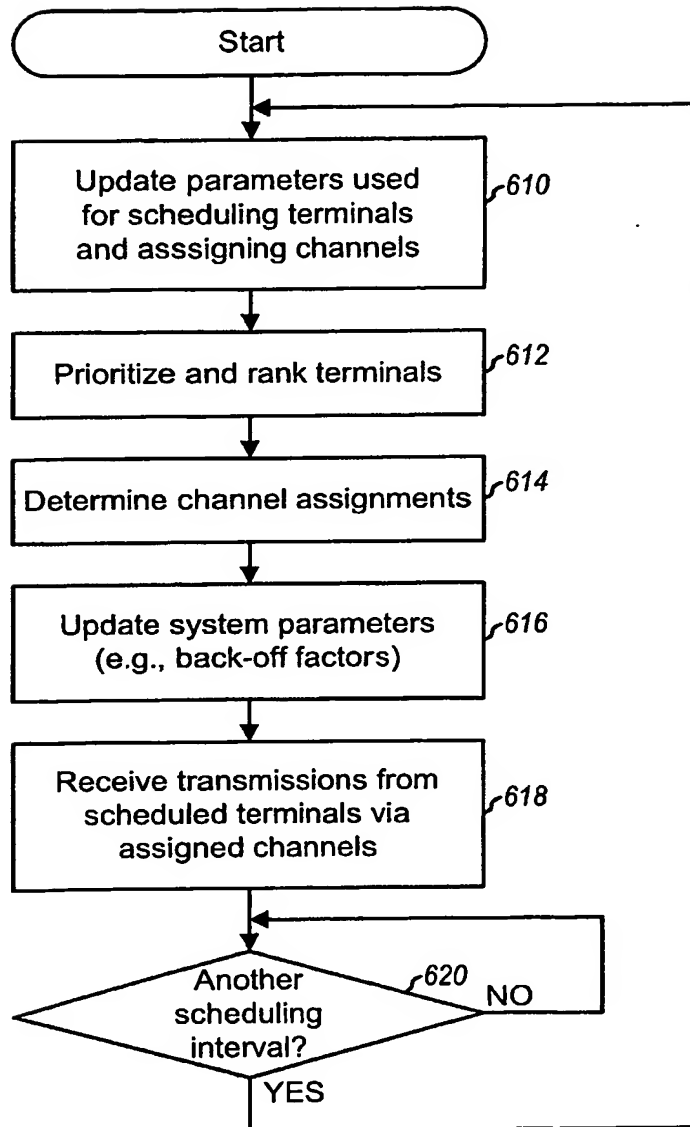 Start
Update parameters used
for scheduling terminals
and asssigning channels
610
Prioritize and rank terminals
612
Determine channel assignments
614
Update system parameters
(e.g., back-off factors)
616
Receive transmissions from
scheduled terminals via
assigned channels
618
Another
scheduling
interval?
620
NO
YES